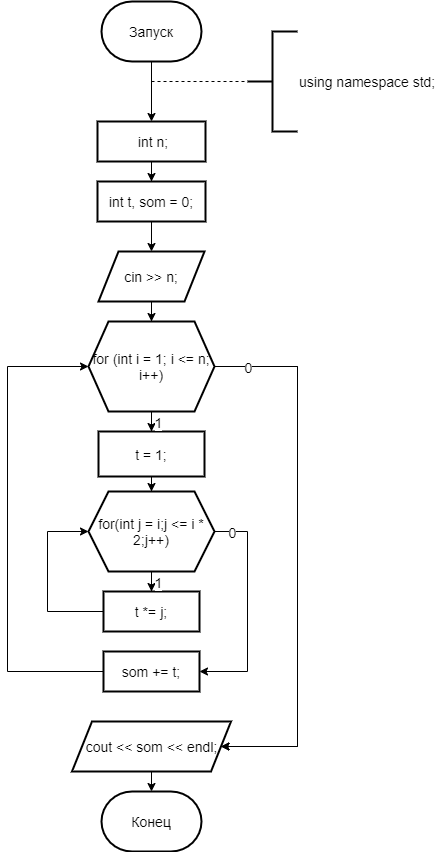 Запуск
using namespace std;
int n;
int t, som = 0;
cin >> n;
for (int i = 1; i <= n;
i++)
0
1
t = 1;
for(int j = i;j <= i *
2;j++)
0
1
t *= j;
som += t;
cout << som << endl;
Конец